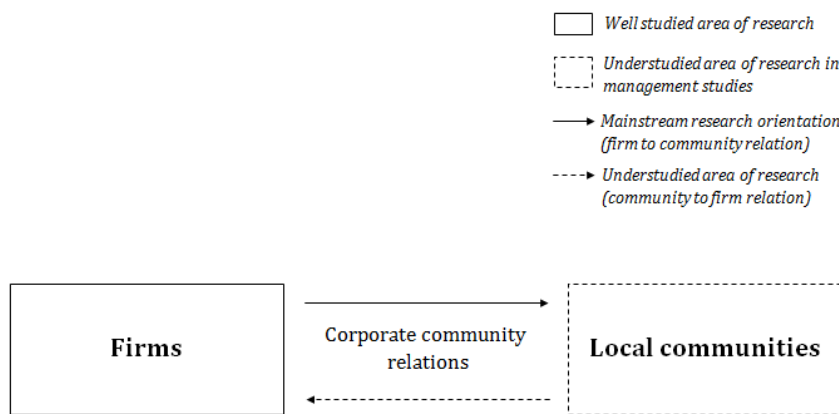 Well studied area of research
Understudied area of research in
management studies
Mainstream research orientation
(firm to community relation)
Understudied area of research
(community to firm relation)
Firms
Corporate community
relations
Local communities